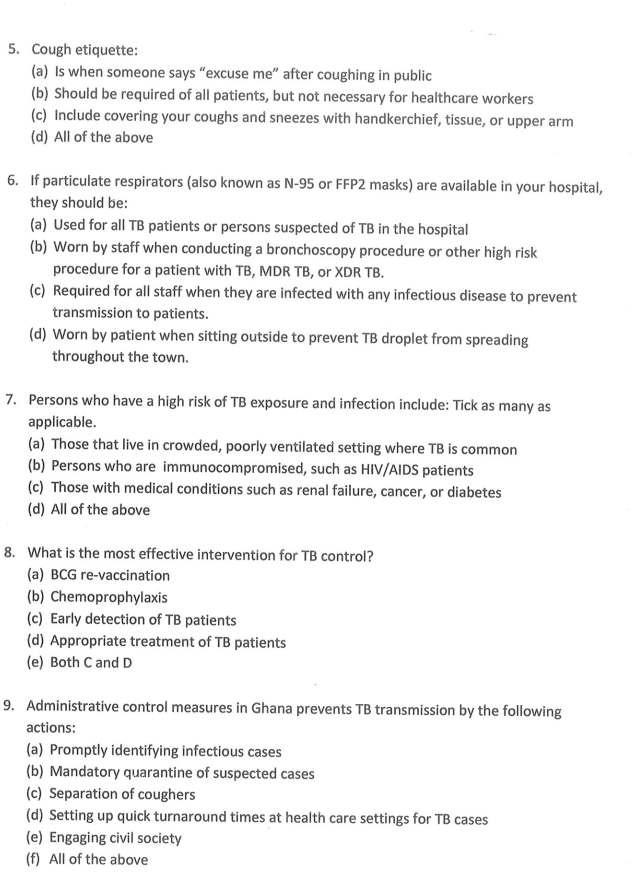 5. Cough etiquette:
(a) Is when someone says “excuse me” after coughing in public
(b) Should be required of all patients, but not necessary for healthcare workers
(c) Include covering your coughs and sneezes with handkerchief, tissue, or upper arm
(d) All of the above
6. If particulate respirators (also known as N-95 or FFP2 masks) are available in your hospital,
they should be:
(a) Used for all TB patients or persons suspected of TB in the hospital
(b) Worn by staff when conducting a bronchoscopy procedure or other high risk
procedure for a patient with TB, MDR TB, or XDR TB.
(c) Required for all staff when they are infected with any infectious disease to prevent
transmission to patients.
(d) Worn by patient when sitting outside to prevent TB droplet from spreading
throughout the town.
7. Persons who have a high risk of TB exposure and infection include: Tick as many as
applicable.
(a) Those that live in crowded, poorly ventilated setting where TB is common
(b) Persons who are immunocompromised, such as HIV/AIDS patients
(c) Those with medical conditions such as renal failure, cancer, or diabetes
(d) All of the above
8. What is the most effective intervention for TB control?
(a) BCG re-vaccination
(b) Chemoprophylaxis
(c) Early detection of TB patients
(d) Appropriate treatment of TB patients
(e) Both C and D
9. Administrative control measures in Ghana prevents TB transmission by the following
actions:
(a) Promptly identifying infectious cases
(b) Mandatory quarantine of suspected cases
(c) Separation of coughers
(d) Setting up quick turnaround times at health care settings for TB cases
(e) Engaging civil society
(f) All of the above